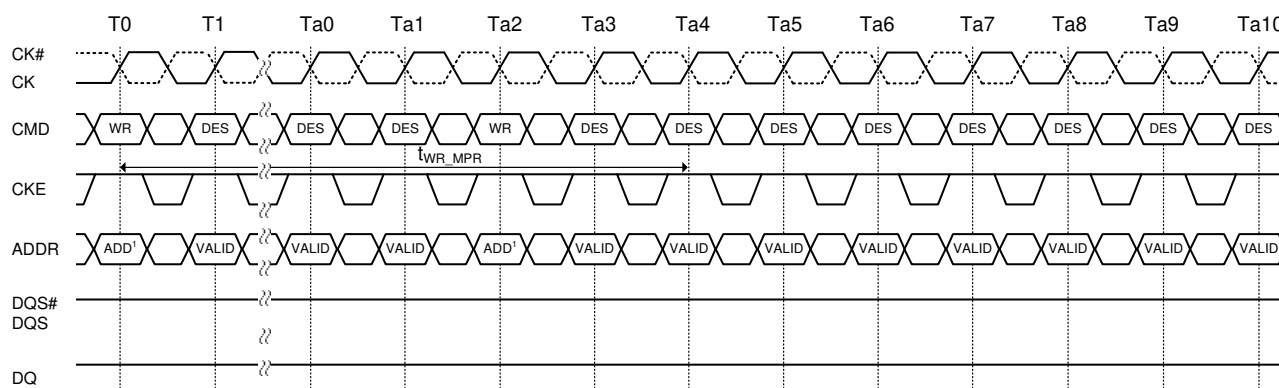 T0 T1 Ta0 Ta1 Ta2 Ta3 Ta4 Ta5 Ta6 Ta7 Ta8 Ta9 Ta10
CK#
CK
CMD WR DES DES DES WR DES DES DES DES DES DES DES DES
tWR_MPR
CKE
ADDR ADD¹ VALID VALID VALID ADD¹ VALID VALID VALID VALID VALID VALID VALID VALID
DQS#
DQS
DQ